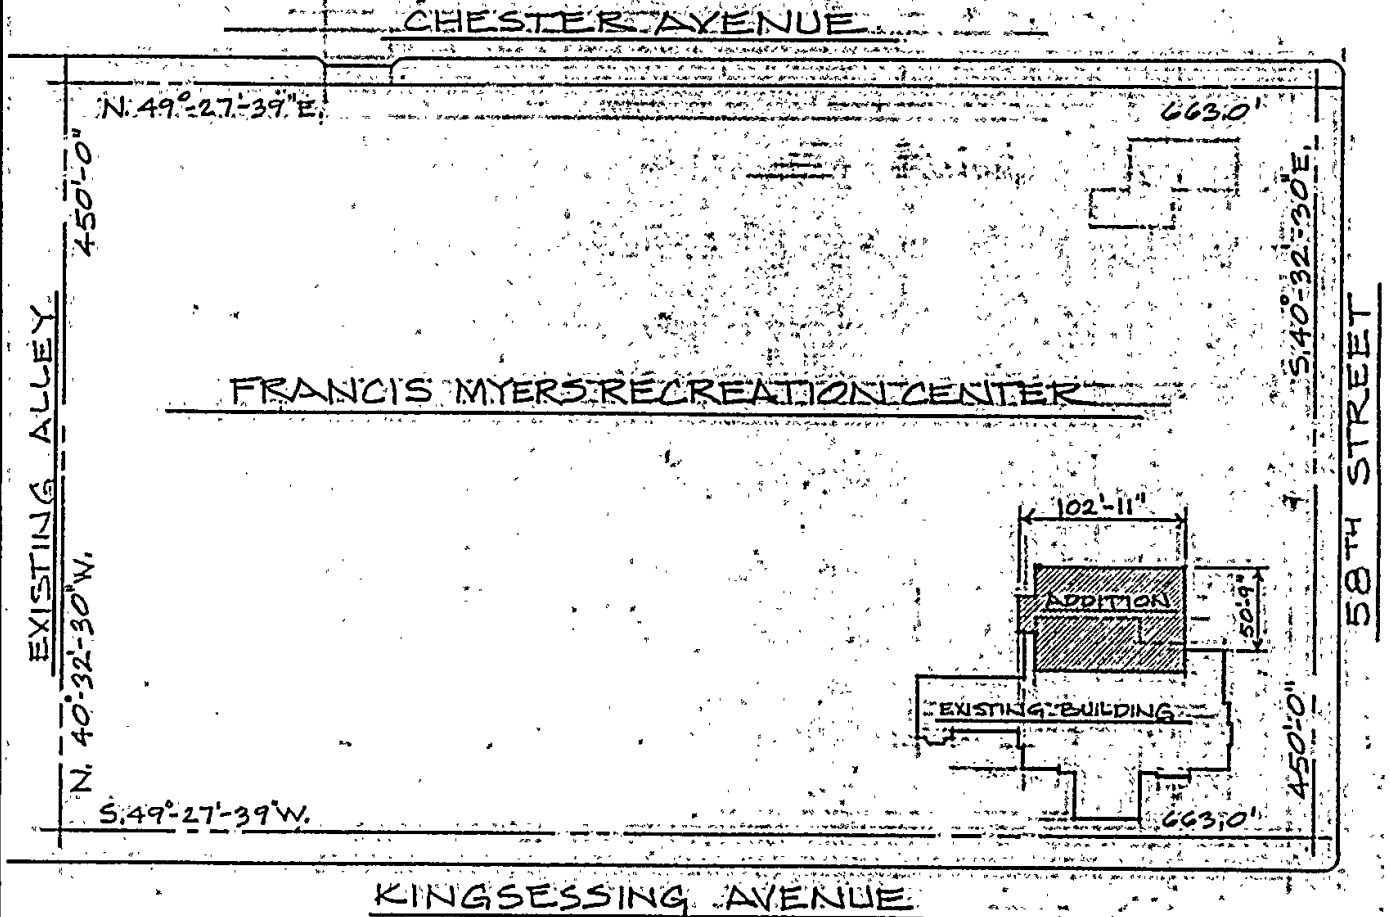 CHESTER AVENUE
N. 49°-27'-39"E.
663.0'
450'-0"
S.40°-32'-30"E.
EXISTING ALLEY
FRANCIS MYERS RECREATION CENTER
58TH STREET
102'-11"
ADDITION
50'-9"
N. 40°-32'-30"W.
EXISTING BUILDING
450'-0"
S.49°-27'-39"W.
663.0'
KINGSESSING AVENUE